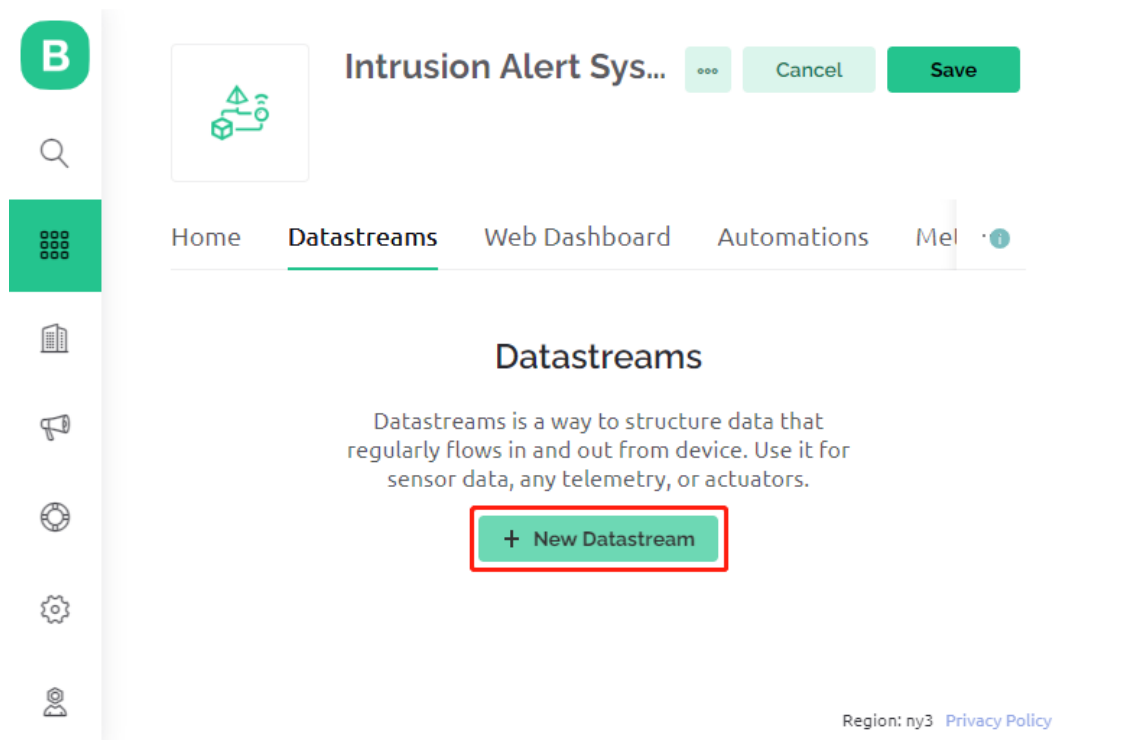 B
Intrusion Alert Sys...
Cancel
Save
Home
Datastreams
Web Dashboard
Automations
Datastreams
Datastreams is a way to structure data that
regularly flows in and out from device. Use it for
sensor data, any telemetry, or actuators.
+ New Datastream
Region: ny3 Privacy Policy